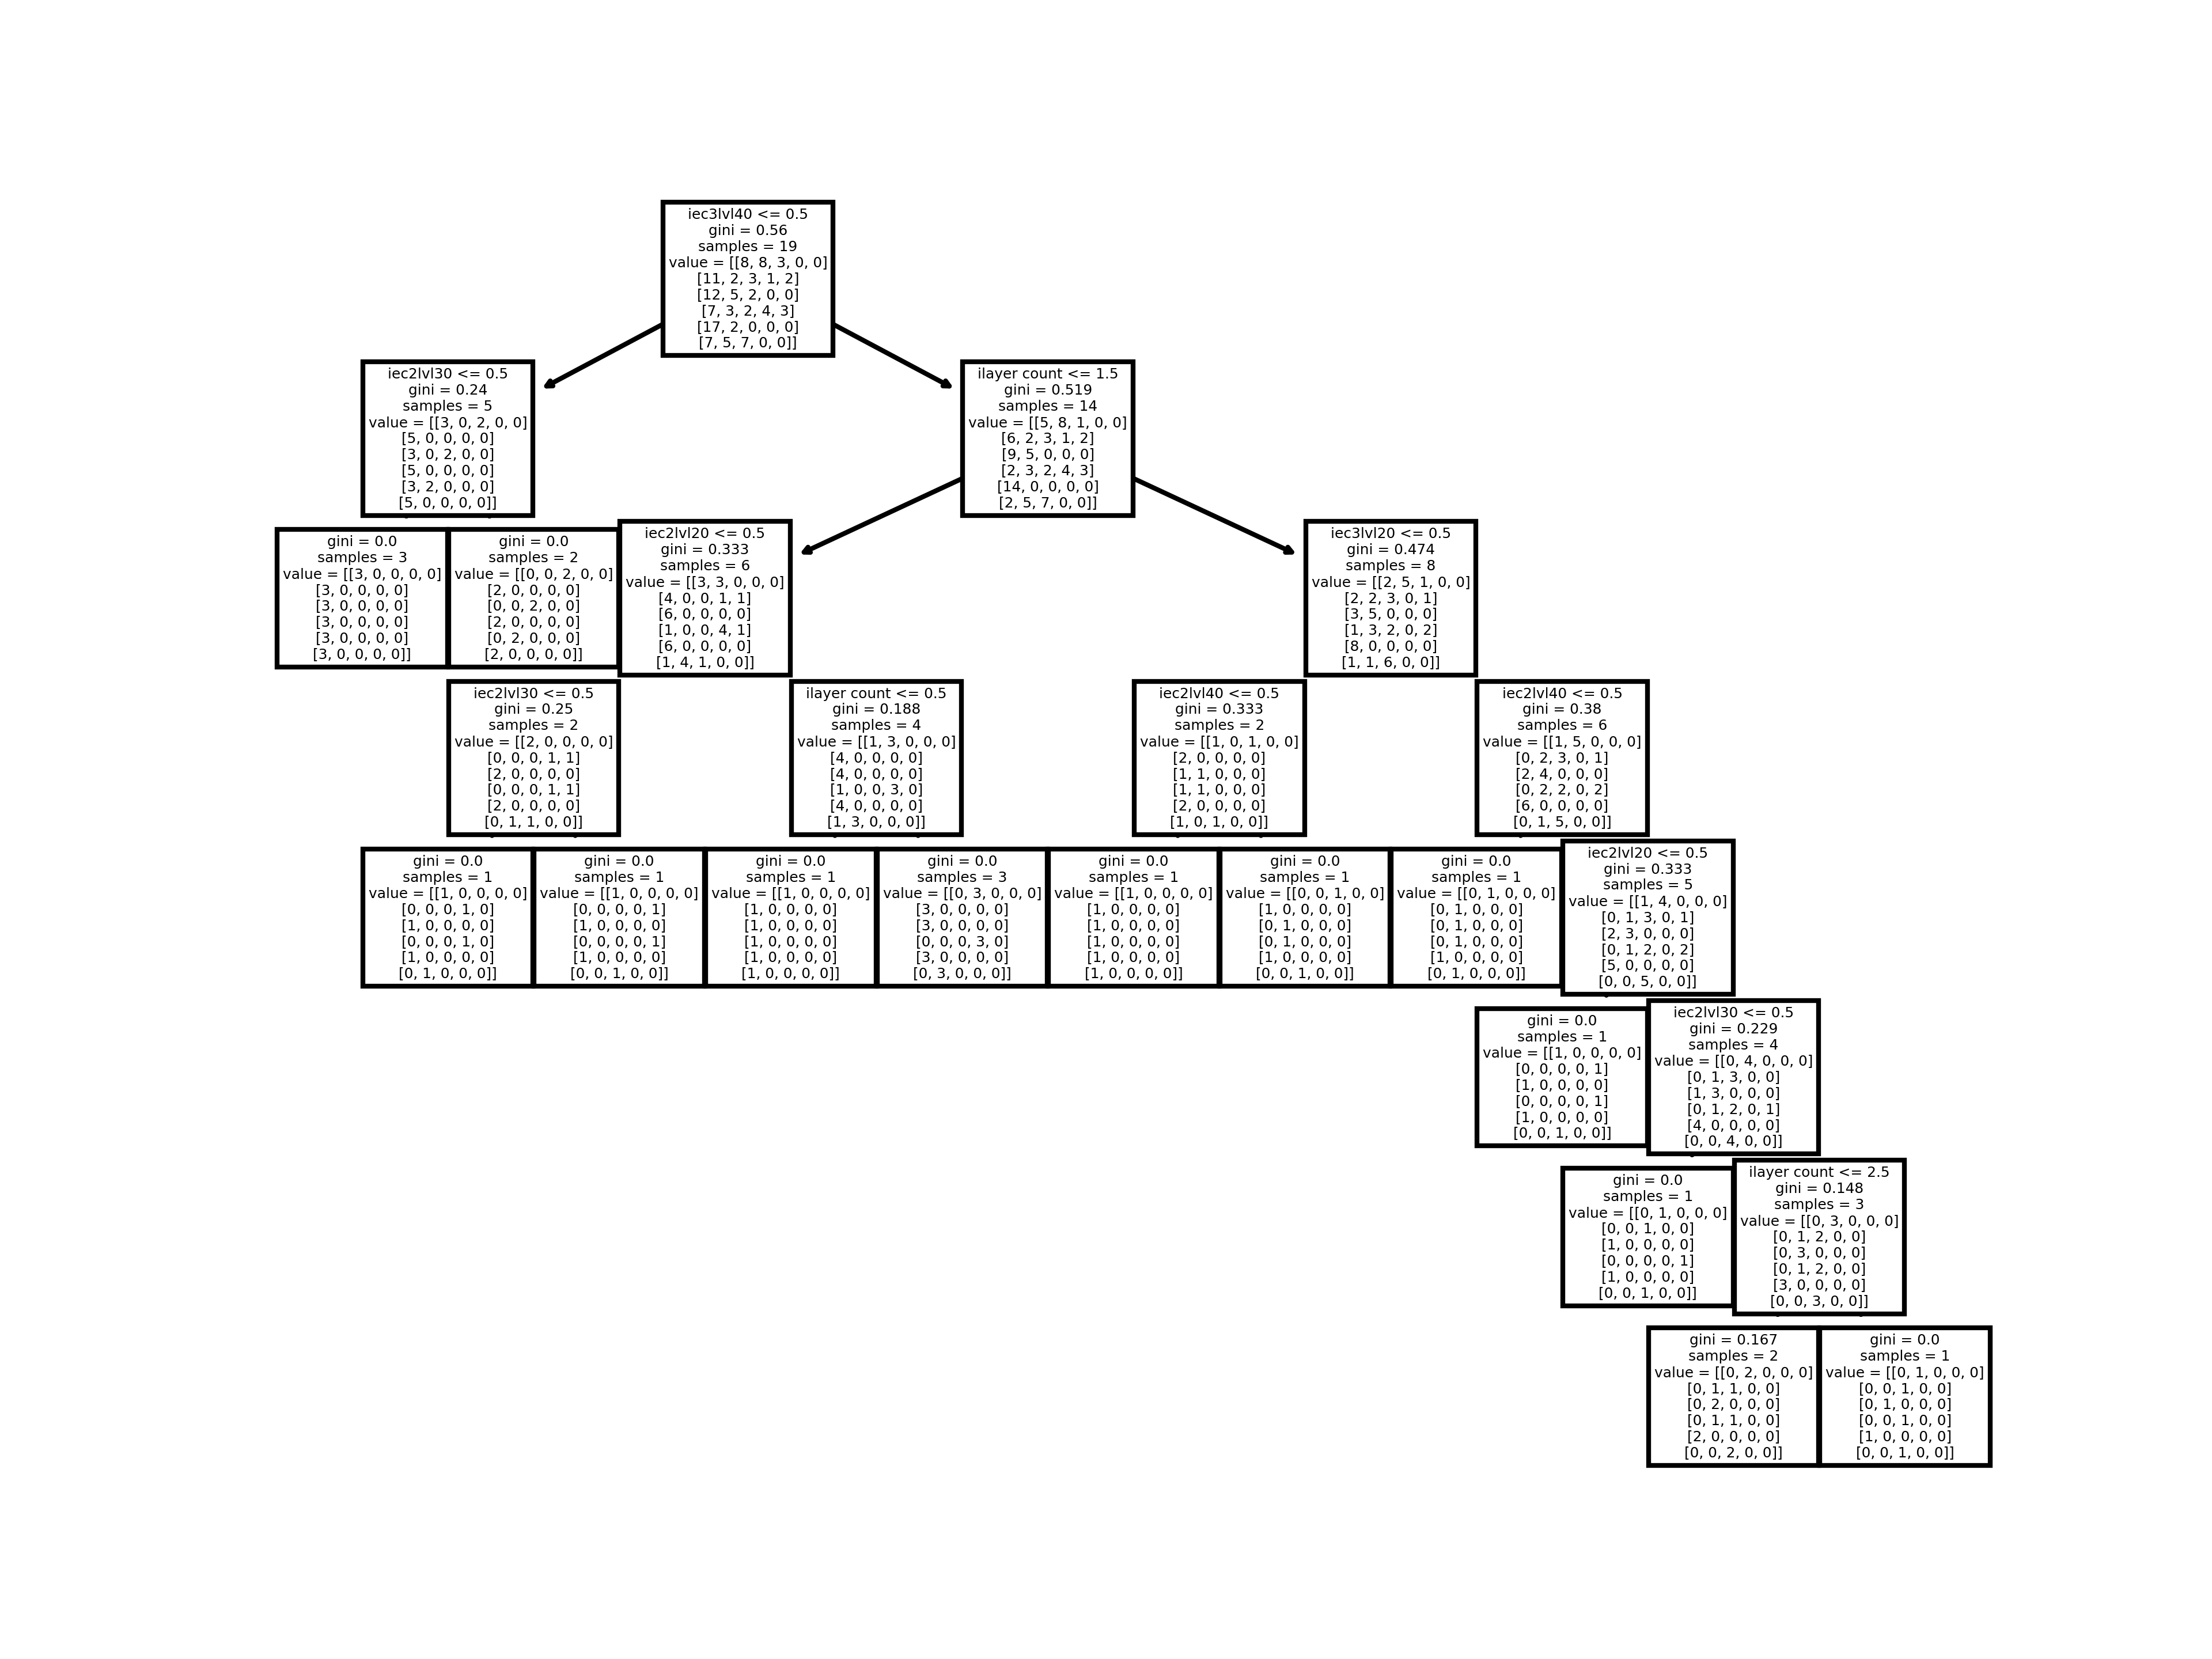 iec3lvl40 <= 0.5
gini = 0.56
samples = 19
value = [[8, 8, 3, 0, 0]
[11, 2, 3, 1, 2]
[12, 5, 2, 0, 0]
[7, 3, 2, 4, 3]
[17, 2, 0, 0, 0]
[7, 5, 7, 0, 0]]
iec2lvl30 <= 0.5
gini = 0.24
samples = 5
value = [[3, 0, 2, 0, 0]
[5, 0, 0, 0, 0]
[3, 0, 2, 0, 0]
[5, 0, 0, 0, 0]
[3, 2, 0, 0, 0]
[5, 0, 0, 0, 0]]
ilayer count <= 1.5
gini = 0.519
samples = 14
value = [[5, 8, 1, 0, 0]
[6, 2, 3, 1, 2]
[9, 5, 0, 0, 0]
[2, 3, 2, 4, 3]
[14, 0, 0, 0, 0]
[2, 5, 7, 0, 0]]
gini = 0.0
samples = 3
value = [[3, 0, 0, 0, 0]
[3, 0, 0, 0, 0]
[3, 0, 0, 0, 0]
[3, 0, 0, 0, 0]
[3, 0, 0, 0, 0]
[3, 0, 0, 0, 0]]
gini = 0.0
samples = 2
value = [[0, 0, 2, 0, 0]
[2, 0, 0, 0, 0]
[0, 0, 2, 0, 0]
[2, 0, 0, 0, 0]
[0, 2, 0, 0, 0]
[2, 0, 0, 0, 0]]
iec2lvl20 <= 0.5
gini = 0.333
samples = 6
value = [[3, 3, 0, 0, 0]
[4, 0, 0, 1, 1]
[6, 0, 0, 0, 0]
[1, 0, 0, 4, 1]
[6, 0, 0, 0, 0]
[1, 4, 1, 0, 0]]
iec3lvl20 <= 0.5
gini = 0.474
samples = 8
value = [[2, 5, 1, 0, 0]
[2, 2, 3, 0, 1]
[3, 5, 0, 0, 0]
[1, 3, 2, 0, 2]
[8, 0, 0, 0, 0]
[1, 1, 6, 0, 0]]
iec2lvl30 <= 0.5
gini = 0.25
samples = 2
value = [[2, 0, 0, 0, 0]
[0, 0, 0, 1, 1]
[2, 0, 0, 0, 0]
[0, 0, 0, 1, 1]
[2, 0, 0, 0, 0]
[0, 1, 1, 0, 0]]
ilayer count <= 0.5
gini = 0.188
samples = 4
value = [[1, 3, 0, 0, 0]
[4, 0, 0, 0, 0]
[4, 0, 0, 0, 0]
[1, 0, 0, 3, 0]
[4, 0, 0, 0, 0]
[1, 3, 0, 0, 0]]
iec2lvl40 <= 0.5
gini = 0.333
samples = 2
value = [[1, 0, 1, 0, 0]
[2, 0, 0, 0, 0]
[1, 1, 0, 0, 0]
[1, 1, 0, 0, 0]
[2, 0, 0, 0, 0]
[1, 0, 1, 0, 0]]
iec2lvl40 <= 0.5
gini = 0.38
samples = 6
value = [[1, 5, 0, 0, 0]
[0, 2, 3, 0, 1]
[2, 4, 0, 0, 0]
[0, 2, 2, 0, 2]
[6, 0, 0, 0, 0]
[0, 1, 5, 0, 0]]
gini = 0.0
samples = 1
value = [[1, 0, 0, 0, 0]
[0, 0, 0, 1, 0]
[1, 0, 0, 0, 0]
[0, 0, 0, 1, 0]
[1, 0, 0, 0, 0]
[0, 1, 0, 0, 0]]
gini = 0.0
samples = 1
value = [[1, 0, 0, 0, 0]
[0, 0, 0, 0, 1]
[1, 0, 0, 0, 0]
[0, 0, 0, 0, 1]
[1, 0, 0, 0, 0]
[0, 0, 1, 0, 0]]
gini = 0.0
samples = 1
value = [[1, 0, 0, 0, 0]
[1, 0, 0, 0, 0]
[1, 0, 0, 0, 0]
[1, 0, 0, 0, 0]
[1, 0, 0, 0, 0]
[1, 0, 0, 0, 0]]
gini = 0.0
samples = 3
value = [[0, 3, 0, 0, 0]
[3, 0, 0, 0, 0]
[3, 0, 0, 0, 0]
[0, 0, 0, 3, 0]
[3, 0, 0, 0, 0]
[0, 3, 0, 0, 0]]
gini = 0.0
samples = 1
value = [[1, 0, 0, 0, 0]
[1, 0, 0, 0, 0]
[1, 0, 0, 0, 0]
[1, 0, 0, 0, 0]
[1, 0, 0, 0, 0]
[1, 0, 0, 0, 0]]
gini = 0.0
samples = 1
value = [[0, 0, 1, 0, 0]
[1, 0, 0, 0, 0]
[0, 1, 0, 0, 0]
[0, 1, 0, 0, 0]
[1, 0, 0, 0, 0]
[0, 0, 1, 0, 0]]
gini = 0.0
samples = 1
value = [[0, 1, 0, 0, 0]
[0, 1, 0, 0, 0]
[0, 1, 0, 0, 0]
[0, 1, 0, 0, 0]
[1, 0, 0, 0, 0]
[0, 1, 0, 0, 0]]
iec2lvl20 <= 0.5
gini = 0.333
samples = 5
value = [[1, 4, 0, 0, 0]
[0, 1, 3, 0, 1]
[2, 3, 0, 0, 0]
[0, 1, 2, 0, 2]
[5, 0, 0, 0, 0]
[0, 0, 5, 0, 0]]
gini = 0.0
samples = 1
value = [[1, 0, 0, 0, 0]
[0, 0, 0, 0, 1]
[1, 0, 0, 0, 0]
[0, 0, 0, 0, 1]
[1, 0, 0, 0, 0]
[0, 0, 1, 0, 0]]
iec2lvl30 <= 0.5
gini = 0.229
samples = 4
value = [[0, 4, 0, 0, 0]
[0, 1, 3, 0, 0]
[1, 3, 0, 0, 0]
[0, 1, 2, 0, 1]
[4, 0, 0, 0, 0]
[0, 0, 4, 0, 0]]
gini = 0.0
samples = 1
value = [[0, 1, 0, 0, 0]
[0, 0, 1, 0, 0]
[1, 0, 0, 0, 0]
[0, 0, 0, 0, 1]
[1, 0, 0, 0, 0]
[0, 0, 1, 0, 0]]
ilayer count <= 2.5
gini = 0.148
samples = 3
value = [[0, 3, 0, 0, 0]
[0, 1, 2, 0, 0]
[0, 3, 0, 0, 0]
[0, 1, 2, 0, 0]
[3, 0, 0, 0, 0]
[0, 0, 3, 0, 0]]
gini = 0.167
samples = 2
value = [[0, 2, 0, 0, 0]
[0, 1, 1, 0, 0]
[0, 2, 0, 0, 0]
[0, 1, 1, 0, 0]
[2, 0, 0, 0, 0]
[0, 0, 2, 0, 0]]
gini = 0.0
samples = 1
value = [[0, 1, 0, 0, 0]
[0, 0, 1, 0, 0]
[0, 1, 0, 0, 0]
[0, 0, 1, 0, 0]
[1, 0, 0, 0, 0]
[0, 0, 1, 0, 0]]